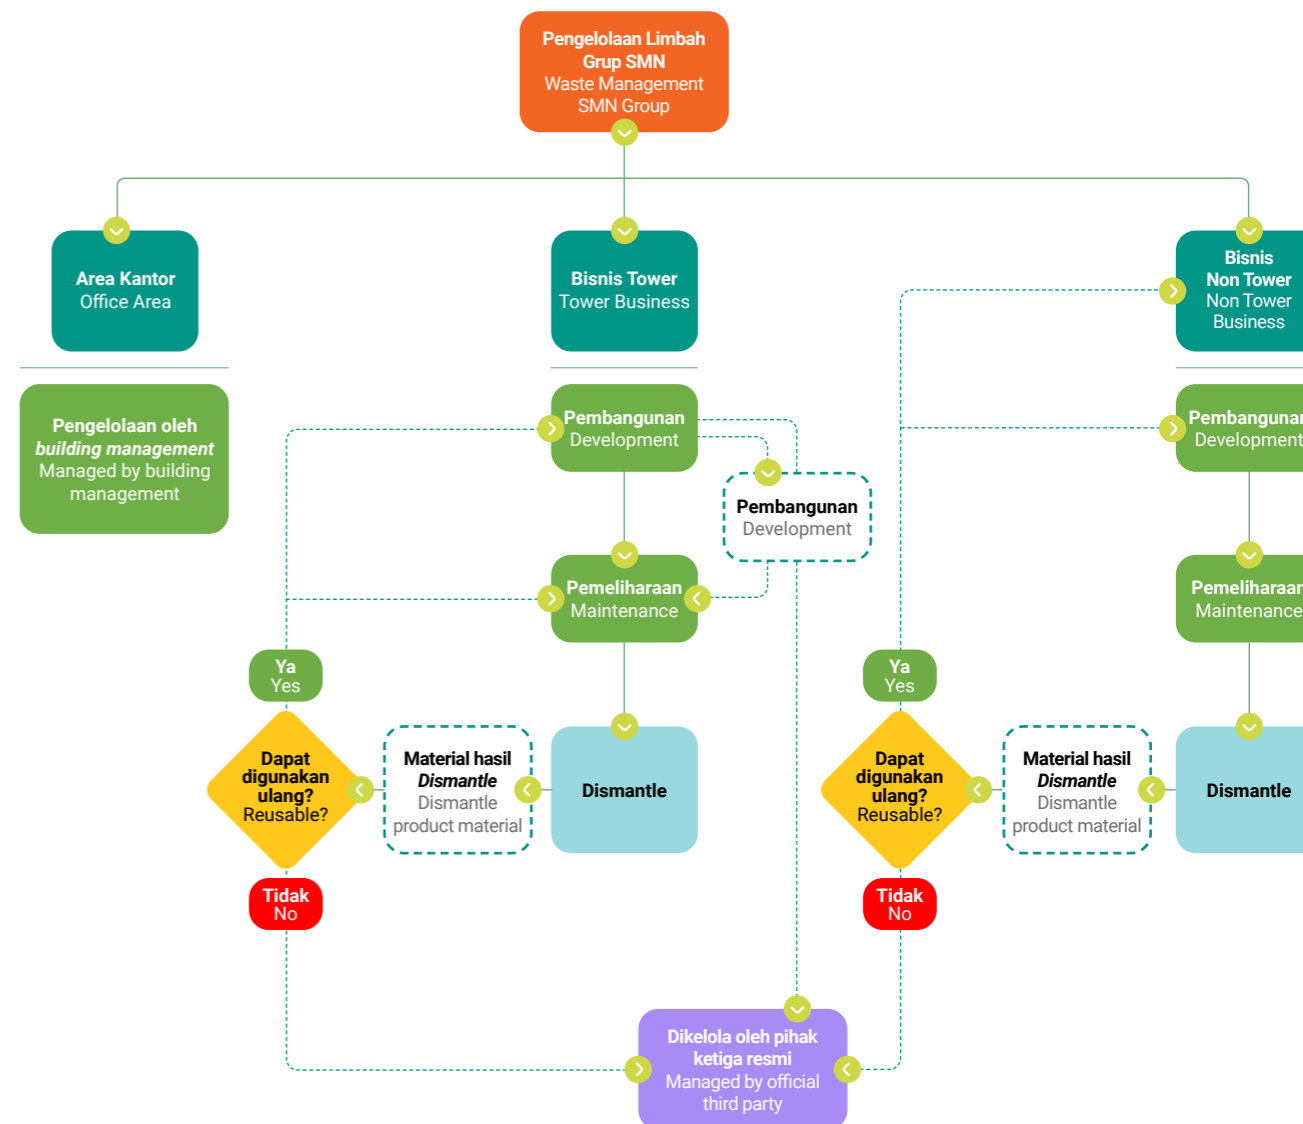 Pengelolaan Limbah
Grup SMN
Waste Management
SMN Group
Area Kantor
Office Area
Bisnis Tower
Tower Business
Bisnis
Non Tower
Non Tower
Business
Pengelolaan oleh
building management
Managed by building
management
Pembangunan
Development
Pembangunan
Development
Pembangunan
Development
Pemeliharaan
Maintenance
Pemeliharaan
Maintenance
Ya
Yes
Ya
Yes
Dapat
digunakan
ulang?
Reusable?
Material hasil
Dismantle
Dismantle
product material
Dismantle
Dapat
digunakan
ulang?
Reusable?
Material hasil
Dismantle
Dismantle
product material
Dismantle
Tidak
No
Tidak
No
Dikelola oleh pihak
ketiga resmi
Managed by official
third party